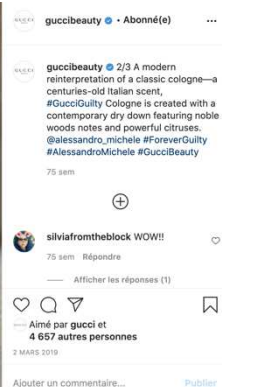 guccibeauty • Abonné(e) ...
guccibeauty 2/3 A modern
reinterpretation of a classic cologne—a
centuries-old Italian scent,
#GucciGuilty Cologne is created with a
contemporary dry down featuring noble
woods notes and powerful citruses.
@alessandro_michele #ForeverGuilty
#AlessandroMichele #GucciBeauty
75 sem
silviafromtheblock WOW!!
75 sem Répondre
Afficher les réponses (1)
Aimé par gucci et
4 657 autres personnes
2 MARS 2019
Ajouter un commentaire... Publier